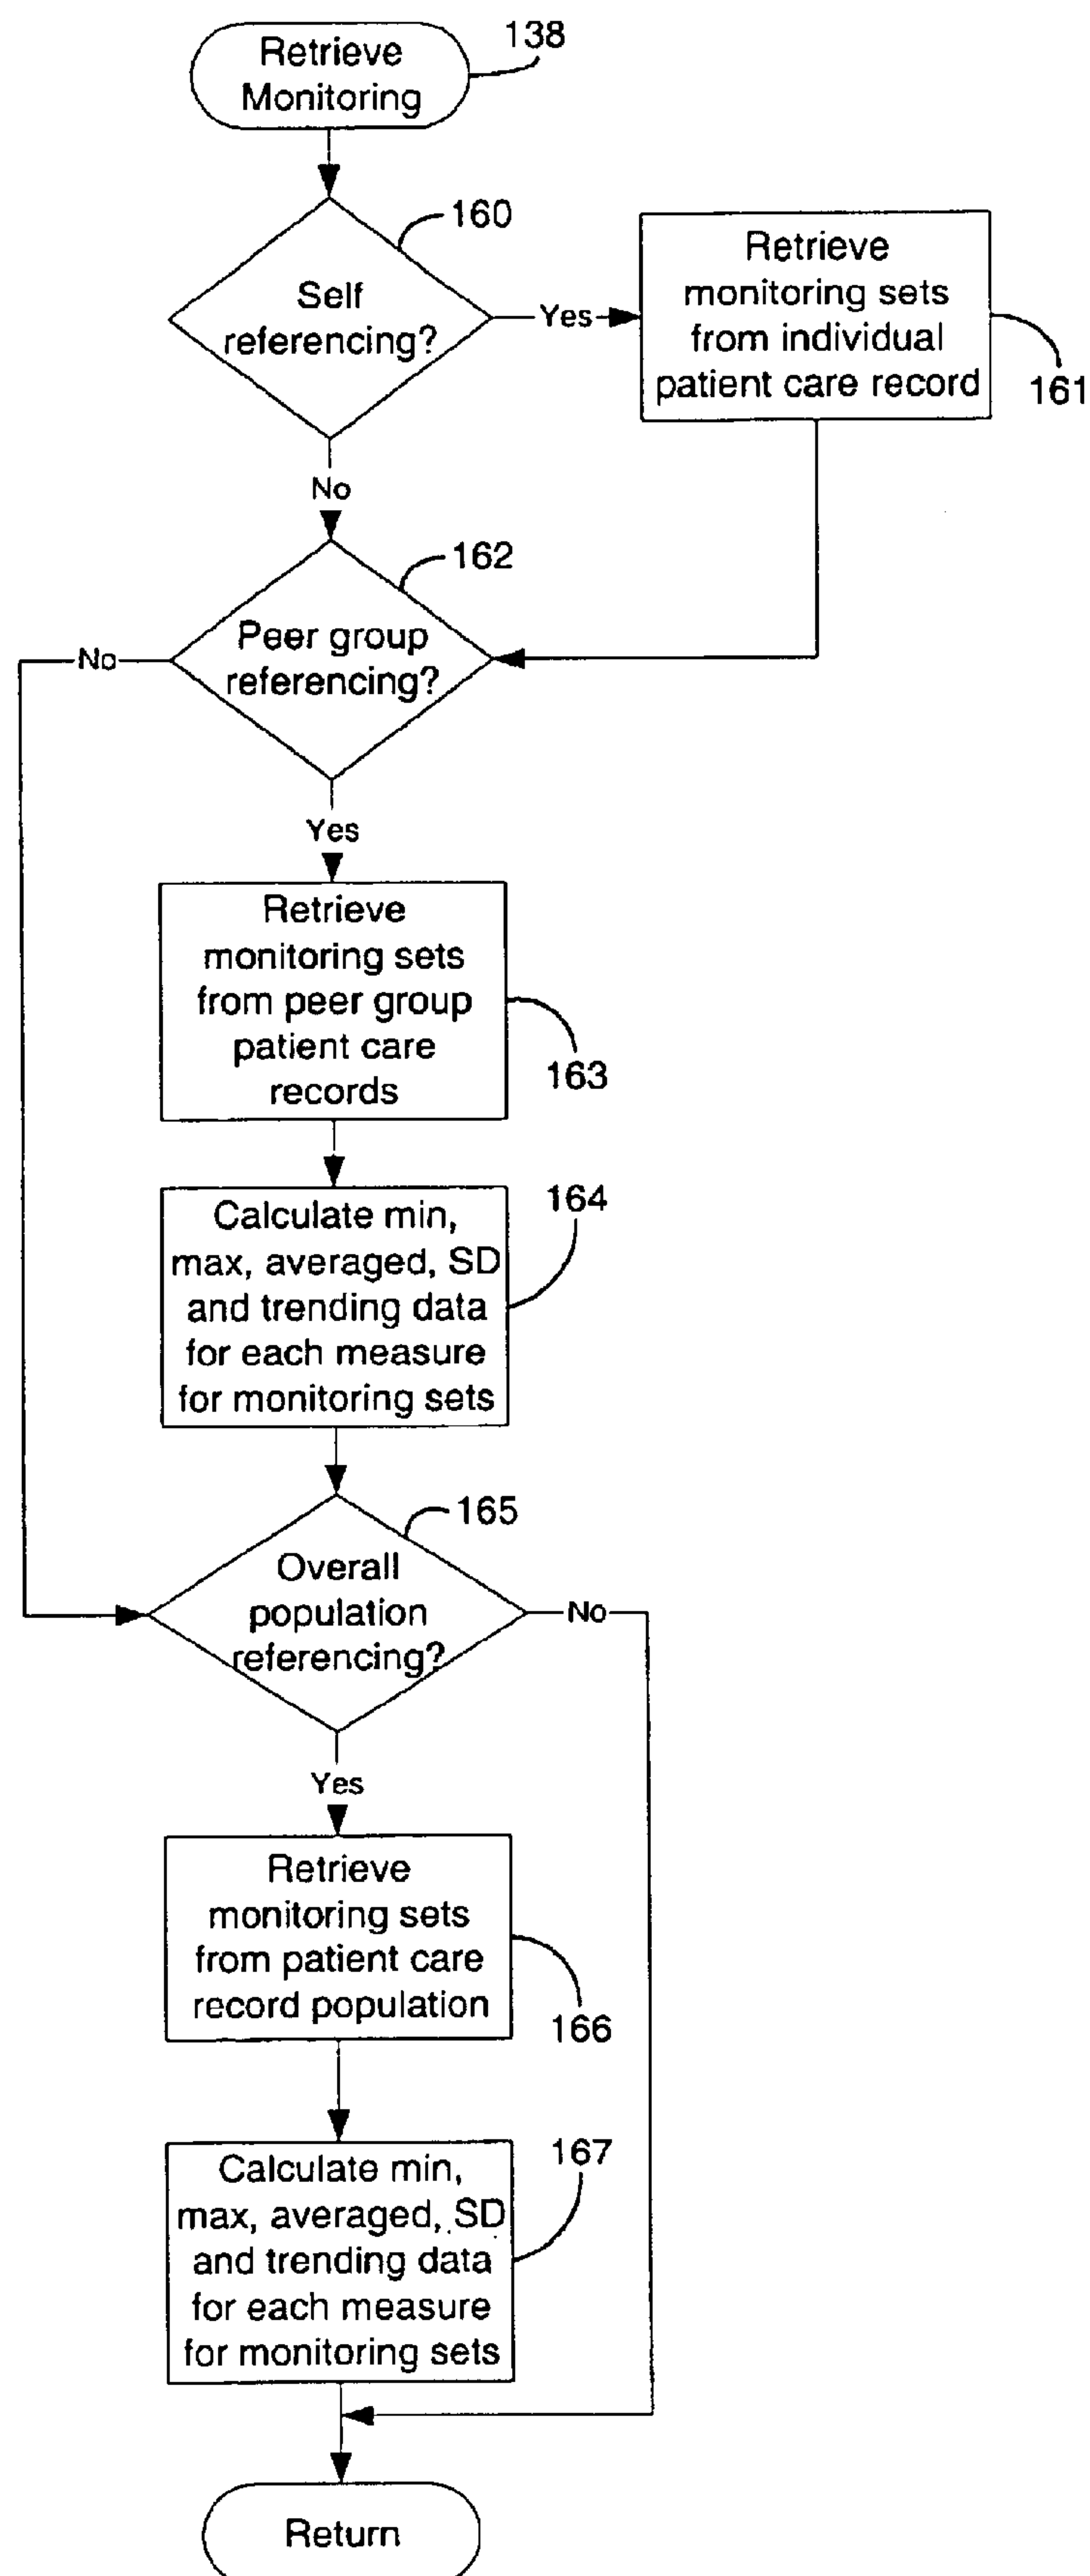 Retrieve
Monitoring
138
160
Self
referencing?
Yes
Retrieve
monitoring sets
from individual
patient care record
161
No
162
Peer group
referencing?
No
Yes
Retrieve
monitoring sets
from peer group
patient care
records
163
Calculate min,
max, averaged, SD
and trending data
for each measure
for monitoring sets
164
165
Overall
population
referencing?
No
Yes
Retrieve
monitoring sets
from patient care
record population
166
Calculate min,
max, averaged, SD
and trending data
for each measure
for monitoring sets
167
Return